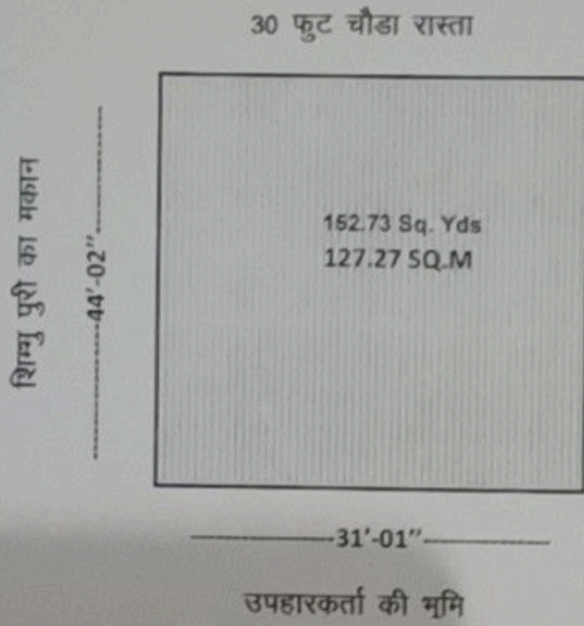 30 फुट चौडा रास्ता
शिम्भु पुरी का मकान
44'-02"
152.73 Sq. Yds
127.27 SQ.M
31'-01"
उपहारकर्ता की भूमि